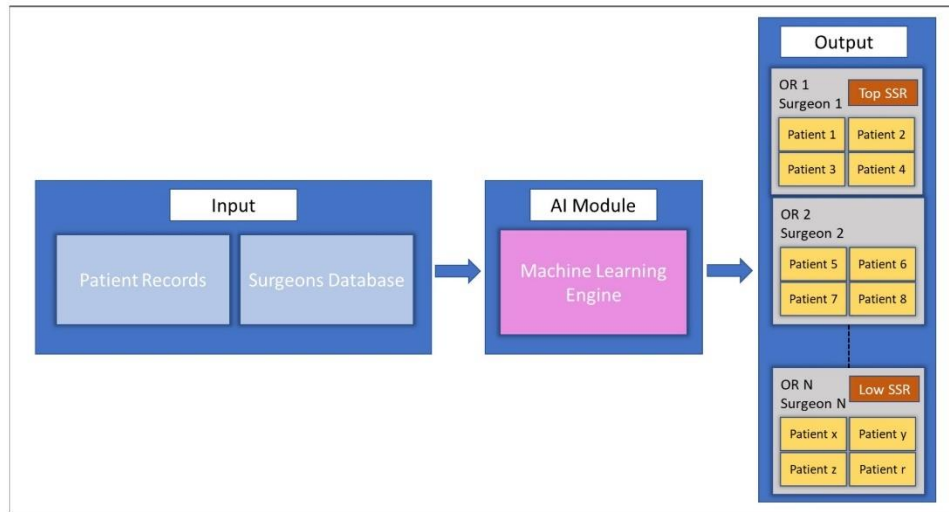 Input
Patient Records
Surgeons Database
AI Module
Machine Learning
Engine
Output
OR 1
Surgeon 1
Top SSR
Patient 1
Patient 2
Patient 3
Patient 4
OR 2
Surgeon 2
Patient 5
Patient 6
Patient 7
Patient 8
OR N
Surgeon N
Low SSR
Patient x
Patient y
Patient z
Patient r